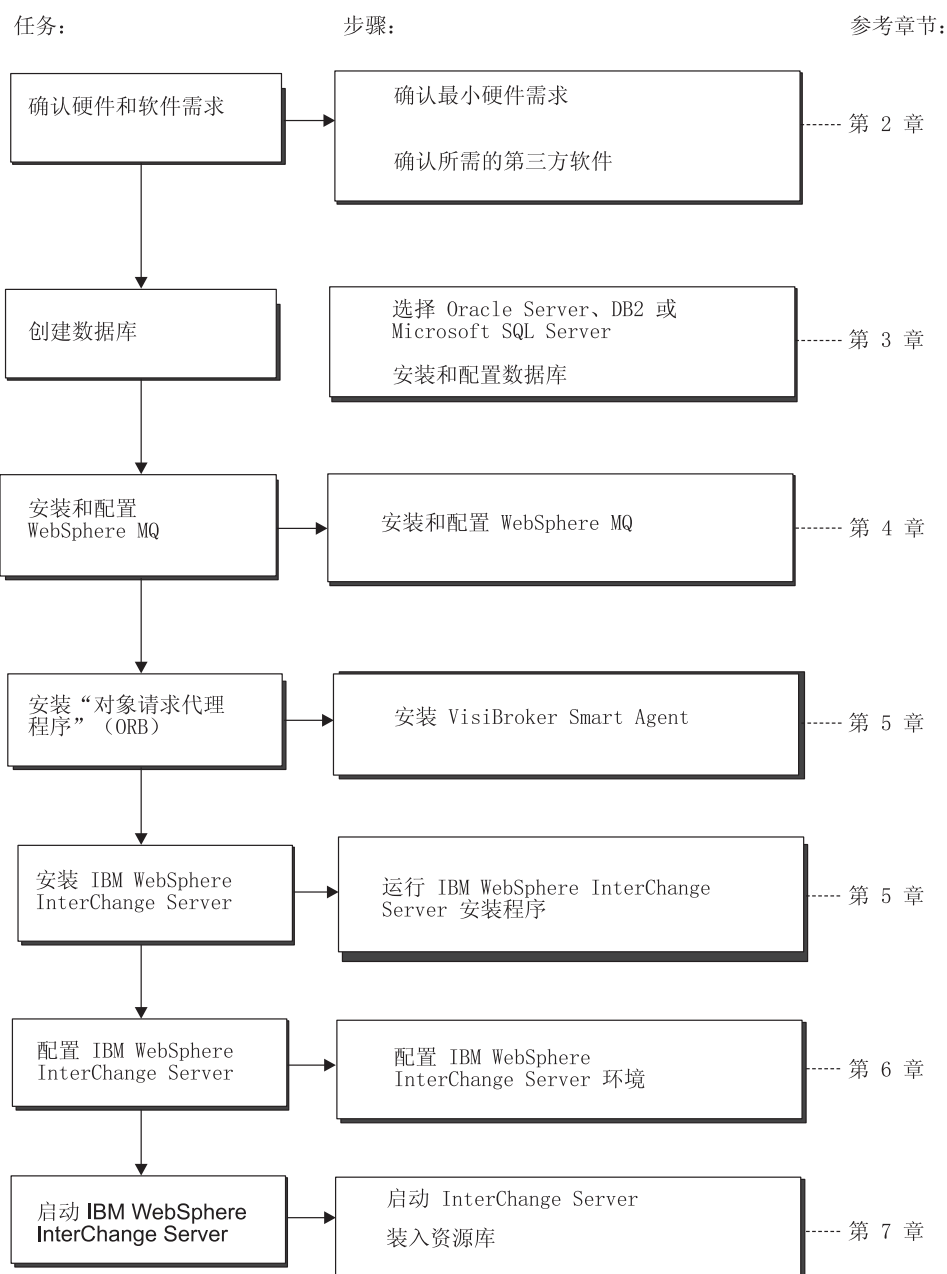 任务：
步骤：
参考章节：
确认硬件和软件需求
确认最小硬件需求
确认所需的第三方软件
第 2 章
创建数据库
选择 Oracle Server、DB2 或
Microsoft SQL Server
安装和配置数据库
第 3 章
安装和配置
WebSphere MQ
安装和配置 WebSphere MQ
第 4 章
安装“对象请求代理
程序”（ORB）
安装 VisiBroker Smart Agent
第 5 章
安装 IBM WebSphere
InterChange Server
运行 IBM WebSphere InterChange
Server 安装程序
第 5 章
配置 IBM WebSphere
InterChange Server
配置 IBM WebSphere
InterChange Server 环境
第 6 章
启动 IBM WebSphere
InterChange Server
启动 InterChange Server
装入资源库
第 7 章